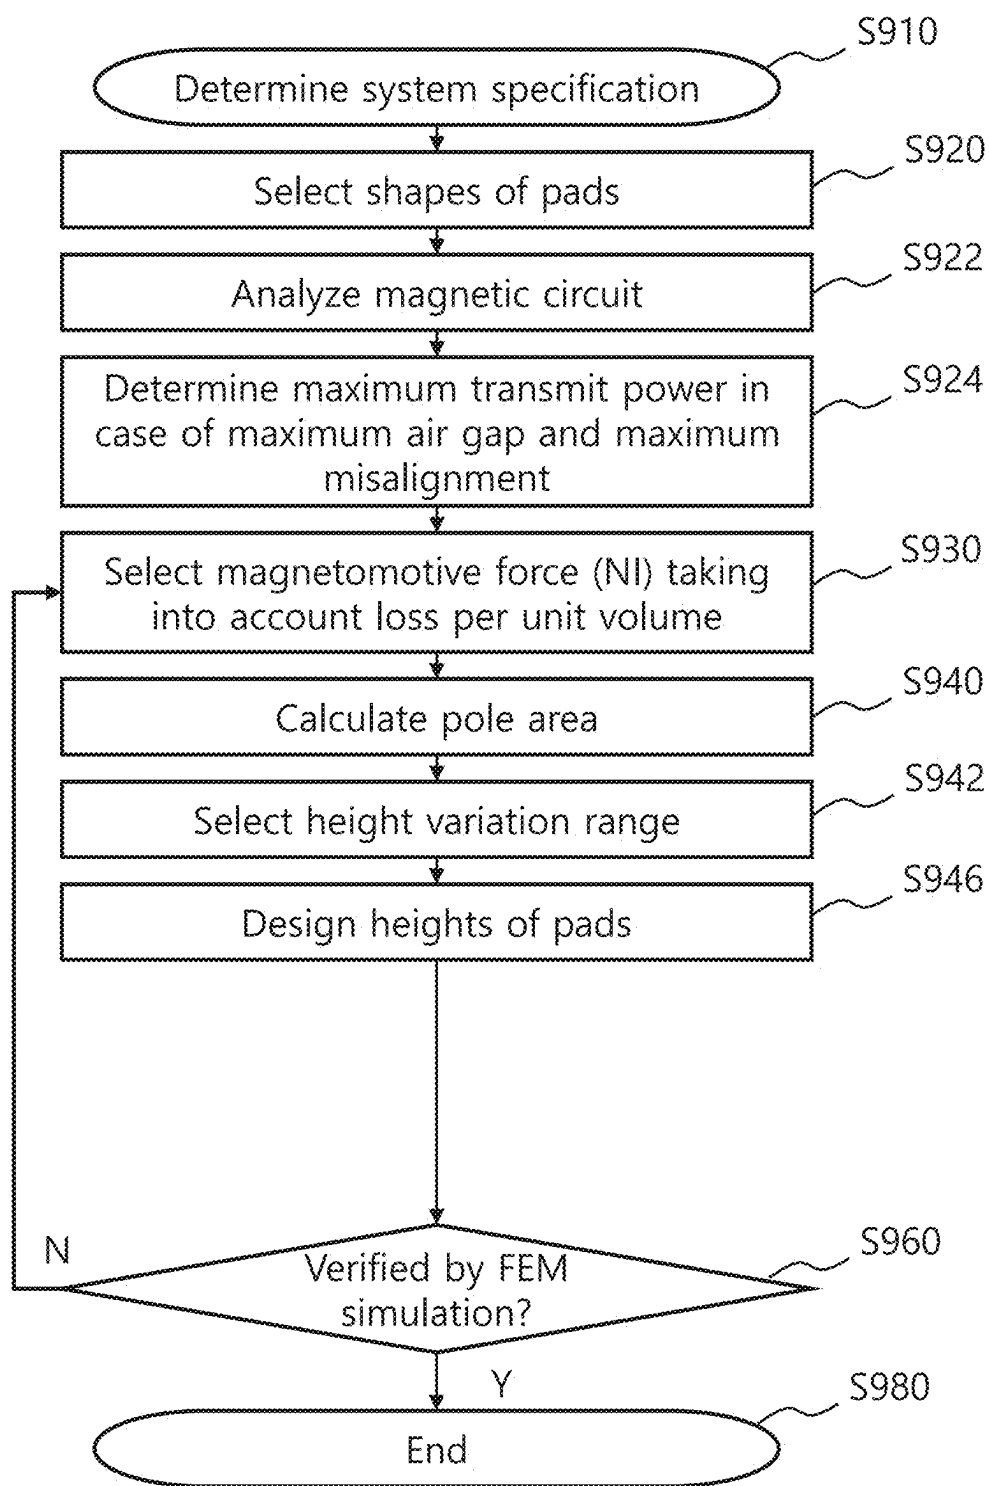 S910
Determine system specification
S920
Select shapes of pads
S922
Analyze magnetic circuit
S924
Determine maximum transmit power in
case of maximum air gap and maximum
misalignment
S930
Select magnetomotive force (NI) taking
into account loss per unit volume
S940
Calculate pole area
S942
Select height variation range
S946
Design heights of pads
N
S960
Verified by FEM
simulation?
Y
S980
End